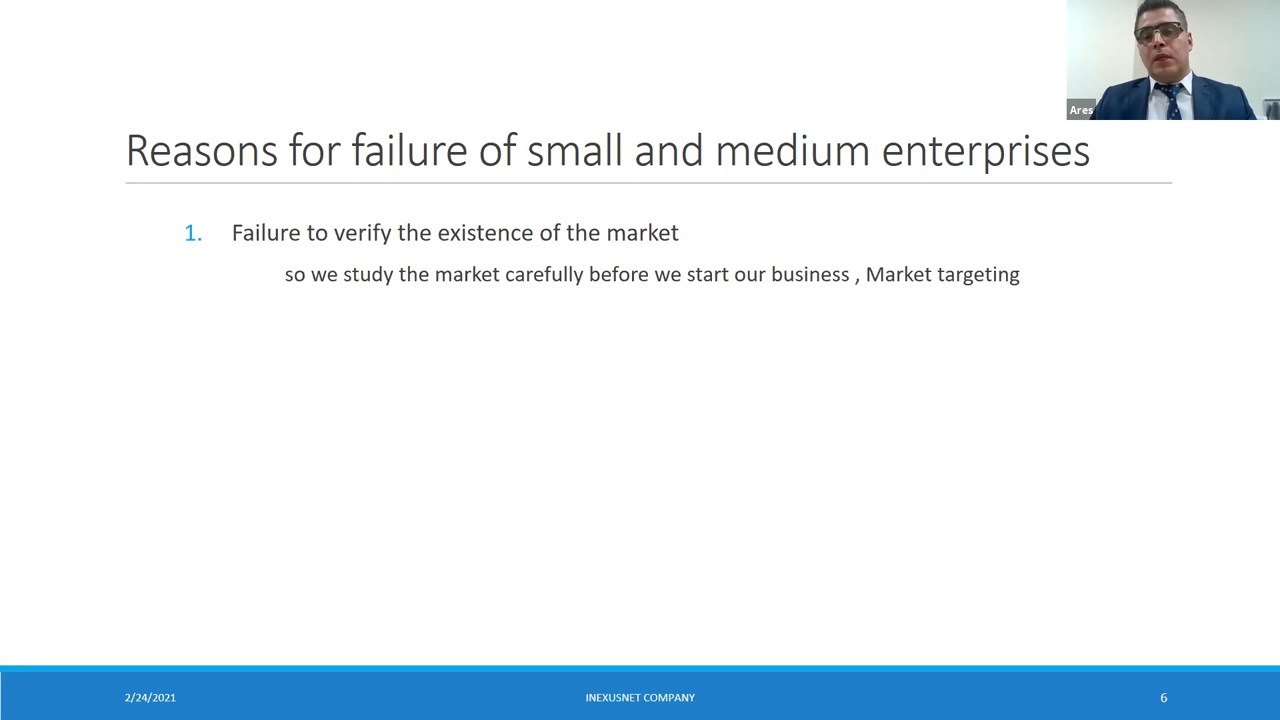 Ares
Reasons for failure of small and medium enterprises
1. Failure to verify the existence of the market
so we study the market carefully before we start our business , Market targeting
2/24/2021
INEXUSNET COMPANY
6